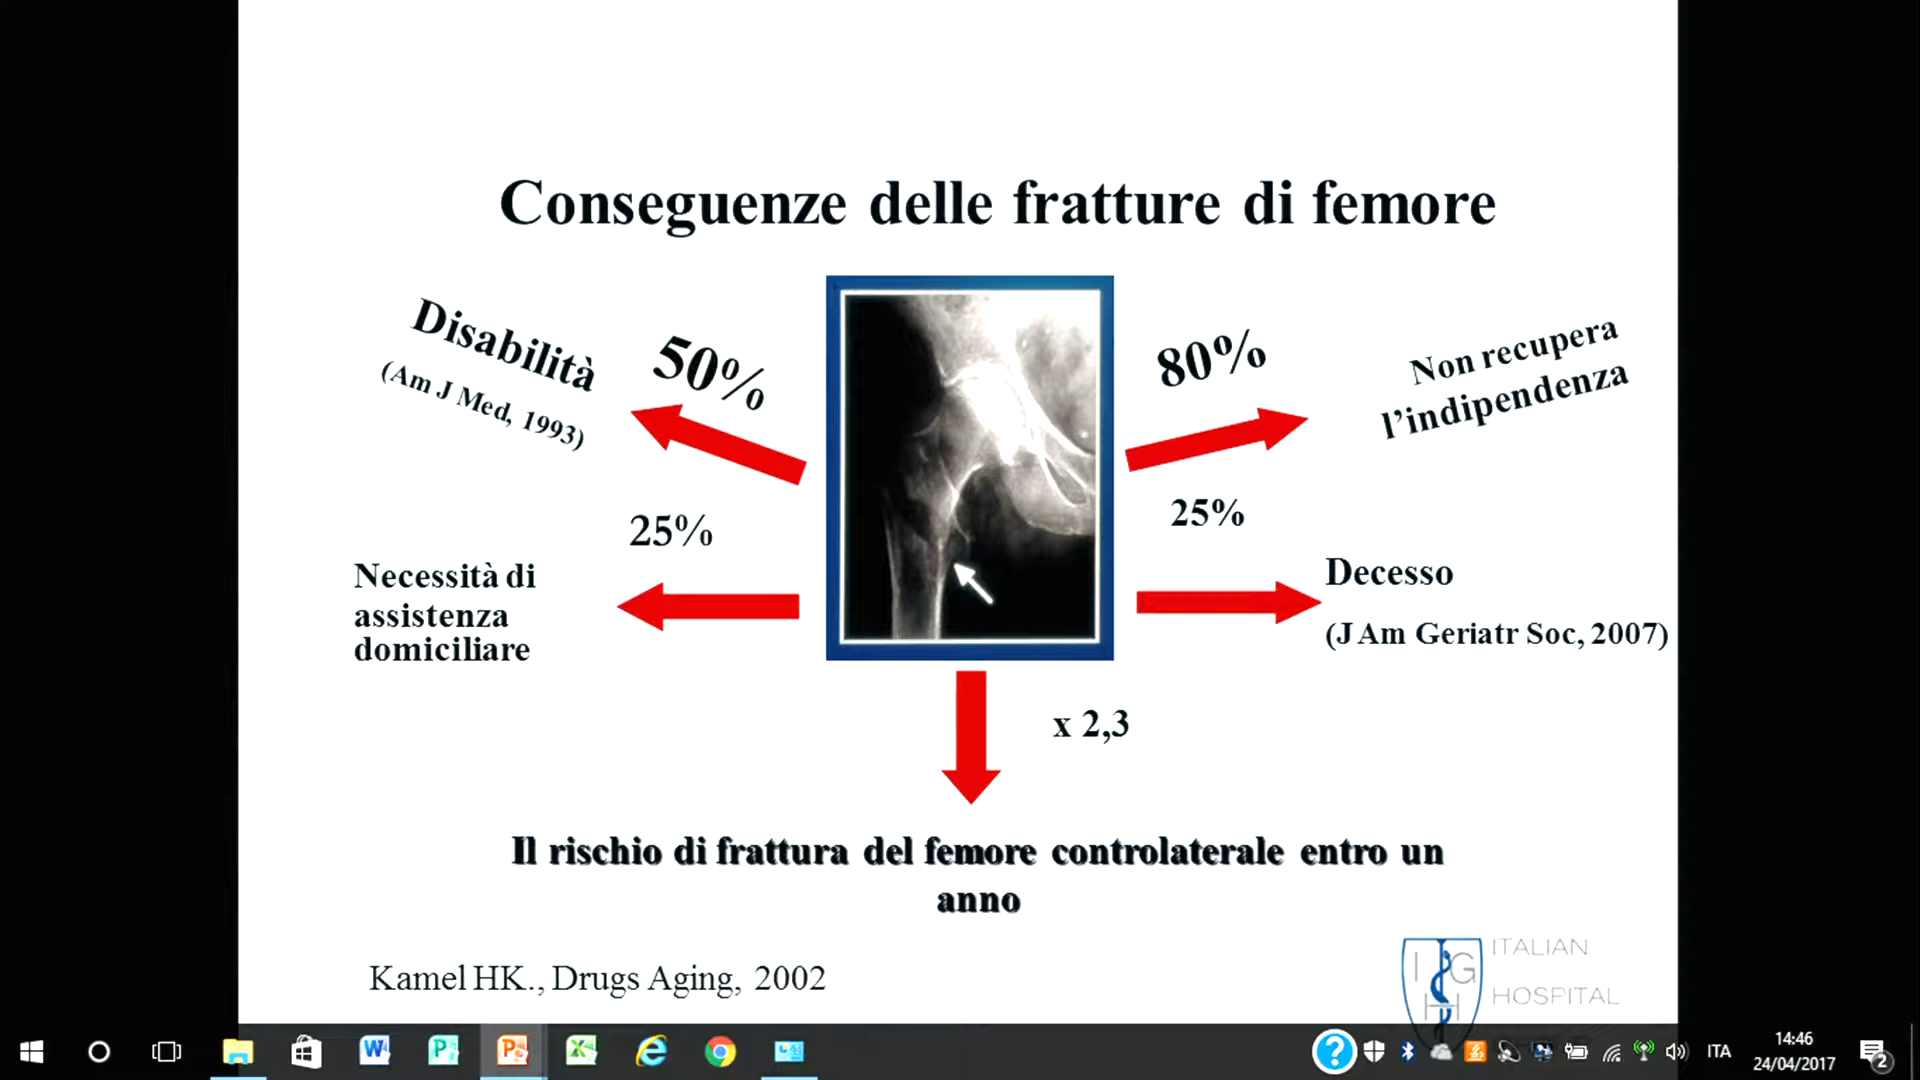 Conseguenze delle fratture di femore
Disabilità
(Am J Med, 1993)
50%
80%
Non recupera
l’indipendenza
25%
Necessità di
assistenza
domiciliare
25%
Decesso
(J Am Geriatr Soc, 2007)
x 2,3
Il rischio di frattura del femore controlaterale entro un
anno
Kamel HK., Drugs Aging, 2002
IGH
ITALIAN
HOSPITAL
ITA
14:46
24/04/2017
2